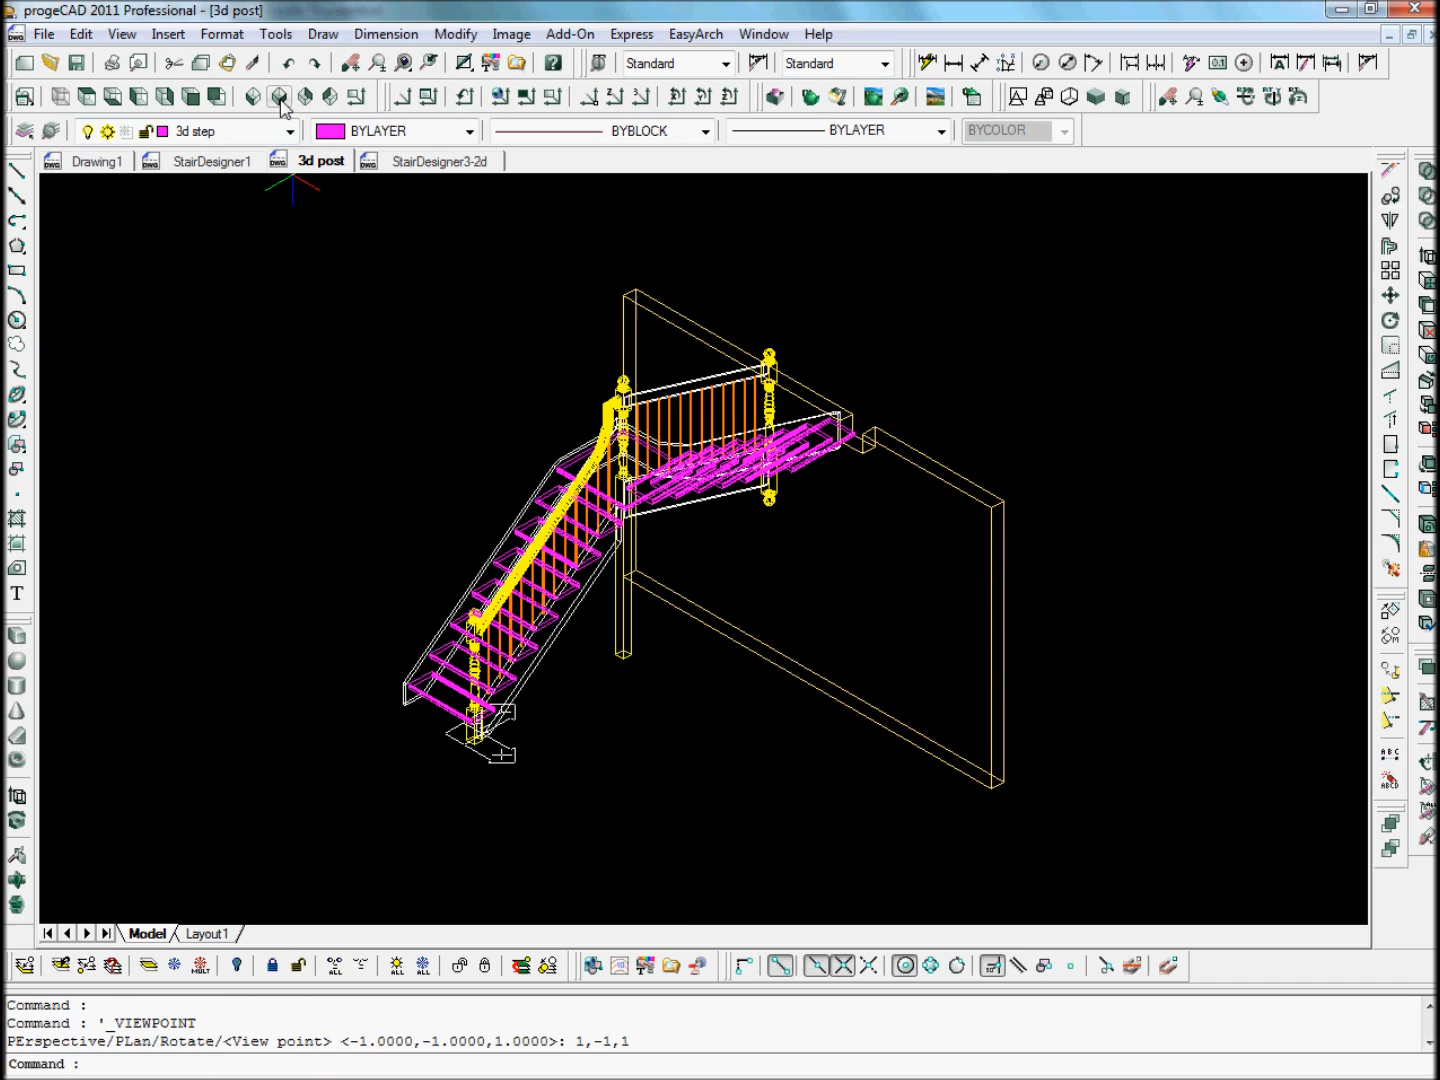 progeCAD 2011 Professional - [3d post]
File Edit View Insert Format Tools Draw Dimension Modify Image Add-On Express EasyArch Window Help
Standard Standard
3d step BYLAYER BYBLOCK BYLAYER BYCOLOR
Drawing1 StairDesigner1 3d post StairDesigner3-2d
T
Model Layout1
Command :
Command : '_VIEWPOINT
PErspective/PLan/Rotate/<View point> <-1.0000,-1.0000,1.0000>: 1,-1,1
Command :